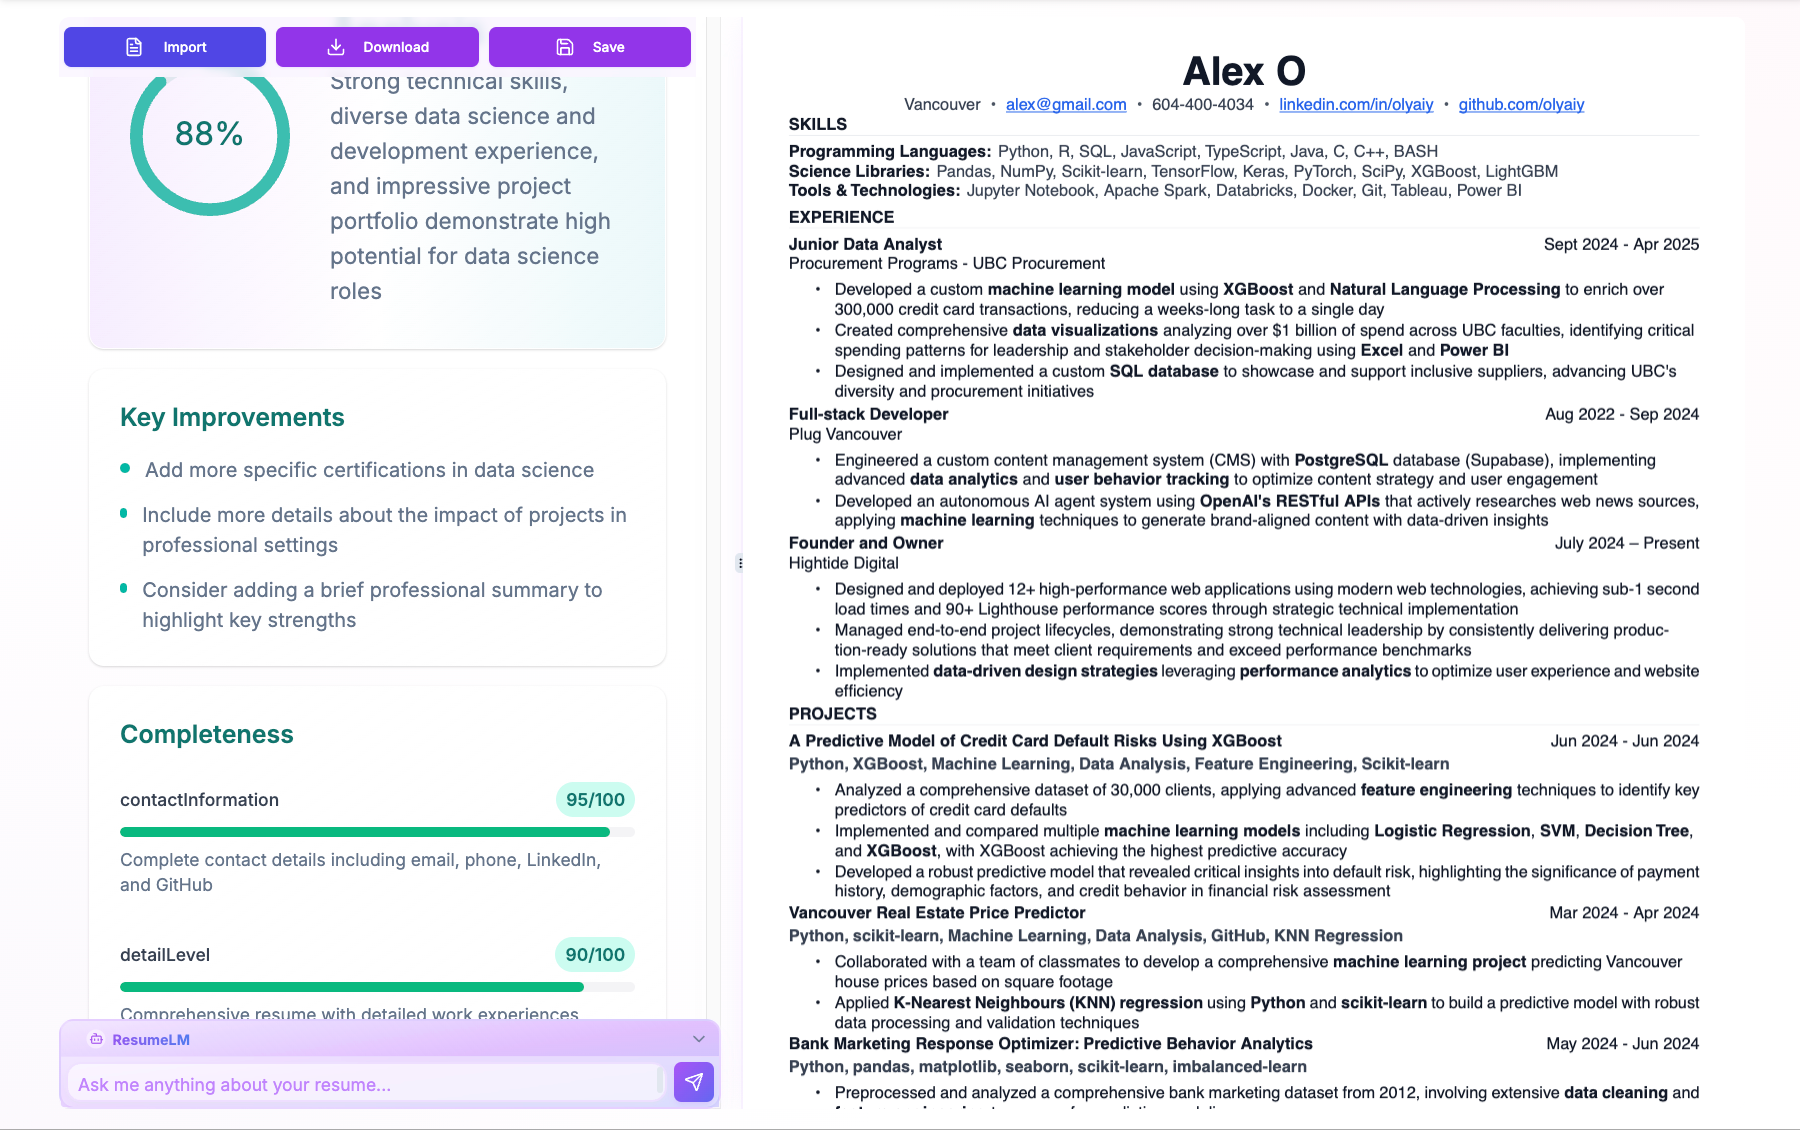 Import
Download
Save
88%
Strong technical skills,
diverse data science and
development experience,
and impressive project
portfolio demonstrate high
potential for data science
roles
Key Improvements
Add more specific certifications in data science
Include more details about the impact of projects in
professional settings
Consider adding a brief professional summary to
highlight key strengths
Completeness
contactInformation
95/100
Complete contact details including email, phone, LinkedIn,
and GitHub
detailLevel
90/100
Comprehensive resume with detailed work experiences
ResumeLM
Ask me anything about your resume...
Alex O
Vancouver • alex@gmail.com • 604-400-4034 • linkedin.com/in/olyaiy • github.com/olyaiy
SKILLS
Programming Languages: Python, R, SQL, JavaScript, TypeScript, Java, C, C++, BASH
Science Libraries: Pandas, NumPy, Scikit-learn, TensorFlow, Keras, PyTorch, SciPy, XGBoost, LightGBM
Tools & Technologies: Jupyter Notebook, Apache Spark, Databricks, Docker, Git, Tableau, Power BI
EXPERIENCE
Junior Data Analyst Sept 2024 - Apr 2025
Procurement Programs - UBC Procurement
• Developed a custom machine learning model using XGBoost and Natural Language Processing to enrich over
300,000 credit card transactions, reducing a weeks-long task to a single day
• Created comprehensive data visualizations analyzing over $1 billion of spend across UBC faculties, identifying critical
spending patterns for leadership and stakeholder decision-making using Excel and Power BI
• Designed and implemented a custom SQL database to showcase and support inclusive suppliers, advancing UBC's
diversity and procurement initiatives
Full-stack Developer Aug 2022 - Sep 2024
Plug Vancouver
• Engineered a custom content management system (CMS) with PostgreSQL database (Supabase), implementing
advanced data analytics and user behavior tracking to optimize content strategy and user engagement
• Developed an autonomous AI agent system using OpenAI's RESTful APIs that actively researches web news sources,
applying machine learning techniques to generate brand-aligned content with data-driven insights
Founder and Owner July 2024 – Present
Hightide Digital
• Designed and deployed 12+ high-performance web applications using modern web technologies, achieving sub-1 second
load times and 90+ Lighthouse performance scores through strategic technical implementation
• Managed end-to-end project lifecycles, demonstrating strong technical leadership by consistently delivering produc-
tion-ready solutions that meet client requirements and exceed performance benchmarks
• Implemented data-driven design strategies leveraging performance analytics to optimize user experience and website
efficiency
PROJECTS
A Predictive Model of Credit Card Default Risks Using XGBoost Jun 2024 - Jun 2024
Python, XGBoost, Machine Learning, Data Analysis, Feature Engineering, Scikit-learn
• Analyzed a comprehensive dataset of 30,000 clients, applying advanced feature engineering techniques to identify key
predictors of credit card defaults
• Implemented and compared multiple machine learning models including Logistic Regression, SVM, Decision Tree,
and XGBoost, with XGBoost achieving the highest predictive accuracy
• Developed a robust predictive model that revealed critical insights into default risk, highlighting the significance of payment
history, demographic factors, and credit behavior in financial risk assessment
Vancouver Real Estate Price Predictor Mar 2024 - Apr 2024
Python, scikit-learn, Machine Learning, Data Analysis, GitHub, KNN Regression
• Collaborated with a team of classmates to develop a comprehensive machine learning project predicting Vancouver
house prices based on square footage
• Applied K-Nearest Neighbours (KNN) regression using Python and scikit-learn to build a predictive model with robust
data processing and validation techniques
Bank Marketing Response Optimizer: Predictive Behavior Analytics May 2024 - Jun 2024
Python, pandas, matplotlib, seaborn, scikit-learn, imbalanced-learn
• Preprocessed and analyzed a comprehensive bank marketing dataset from 2012, involving extensive data cleaning and